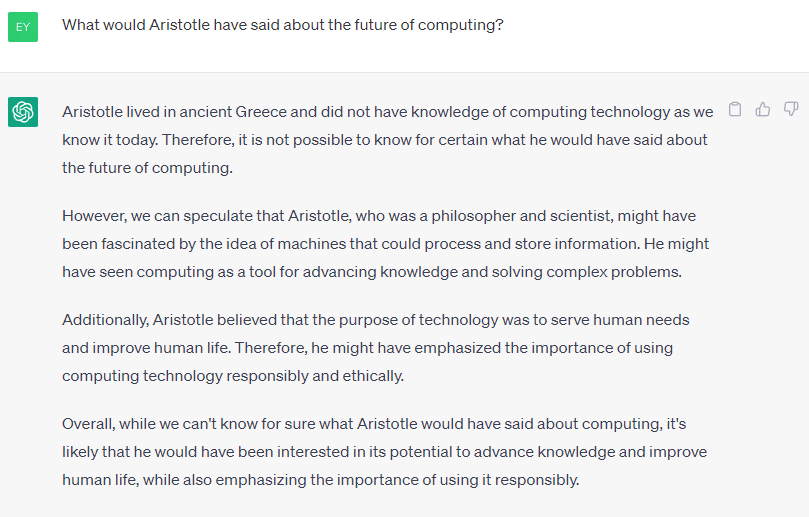 EY
What would Aristotle have said about the future of computing?
Aristotle lived in ancient Greece and did not have knowledge of computing technology as we
know it today. Therefore, it is not possible to know for certain what he would have said about
the future of computing.
However, we can speculate that Aristotle, who was a philosopher and scientist, might have
been fascinated by the idea of machines that could process and store information. He might
have seen computing as a tool for advancing knowledge and solving complex problems.
Additionally, Aristotle believed that the purpose of technology was to serve human needs
and improve human life. Therefore, he might have emphasized the importance of using
computing technology responsibly and ethically.
Overall, while we can't know for sure what Aristotle would have said about computing, it's
likely that he would have been interested in its potential to advance knowledge and improve
human life, while also emphasizing the importance of using it responsibly.